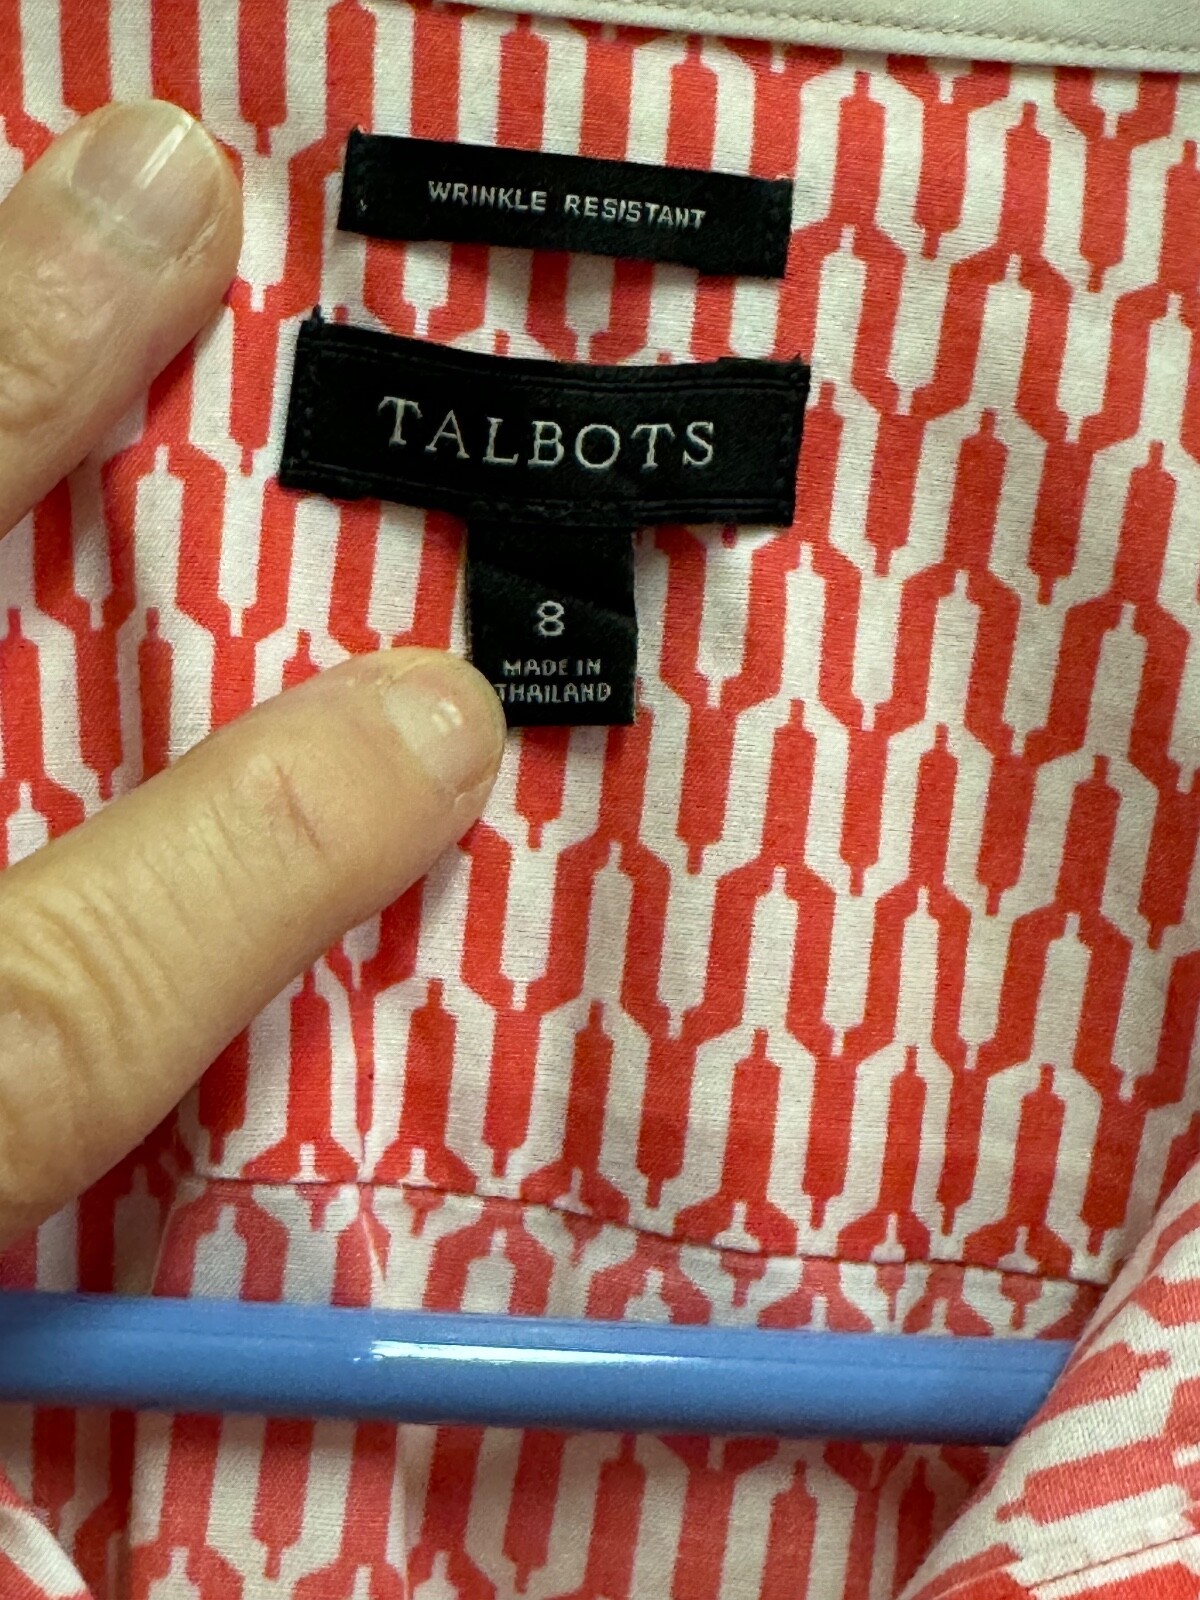 WRINKLE RESISTANT
TALBOTS
8
MADE IN
THAILAND